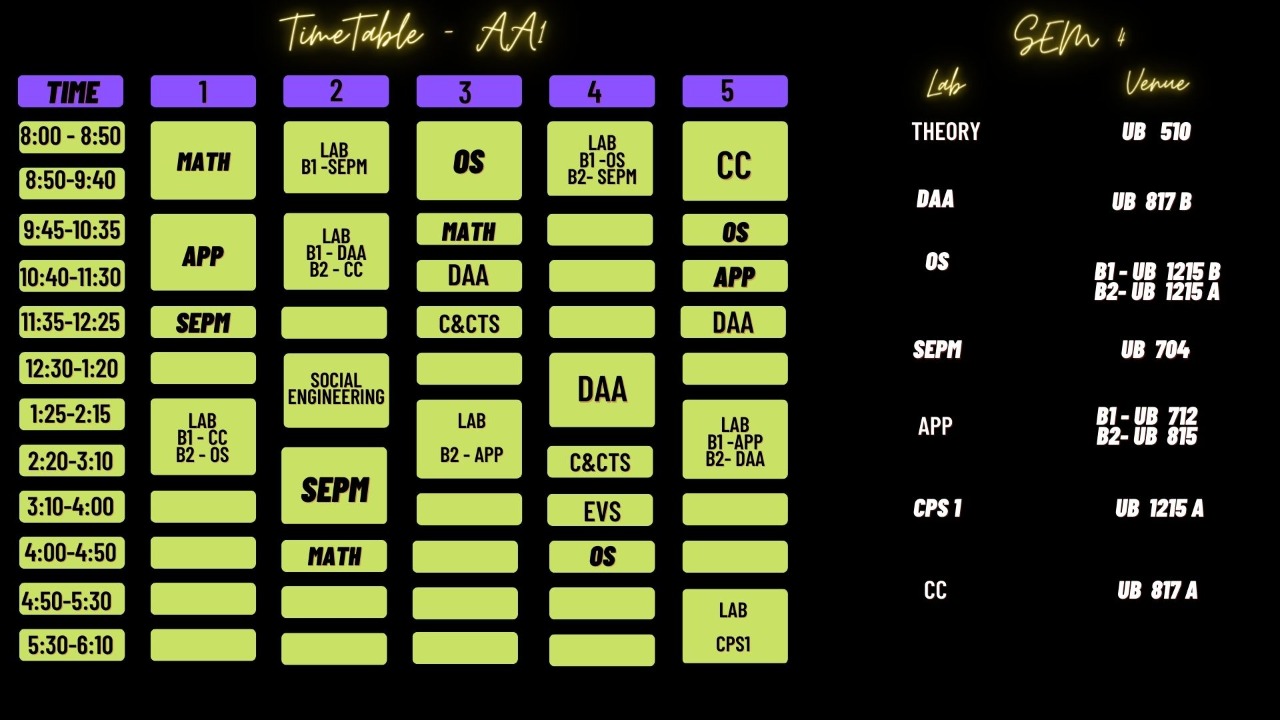 TimeTable - AA1
SEM 4
TIME 1 2 3 4 5
Lab Venue
8:00 - 8:50
8:50-9:40
9:45-10:35
10:40-11:30
11:35-12:25
12:30-1:20
1:25-2:15
2:20-3:10
3:10-4:00
4:00-4:50
4:50-5:30
5:30-6:10
MATH
APP
SEPM
LAB
B1 - CC
B2 - OS
LAB
B1 -SEPM
LAB
B1 - DAA
B2 - CC
SOCIAL
ENGINEERING
SEPM
MATH
OS
MATH
DAA
C&CTS
LAB
B2 - APP
LAB
B1 -OS
B2- SEPM
DAA
C&CTS
EVS
OS
CC
OS
APP
DAA
LAB
B1 -APP
B2- DAA
LAB
CPS1
THEORY UB 510
DAA UB 817 B
OS
B1 - UB 1215 B
B2- UB 1215 A
SEPM UB 704
APP
B1 - UB 712
B2- UB 815
CPS 1 UB 1215 A
CC UB 817 A